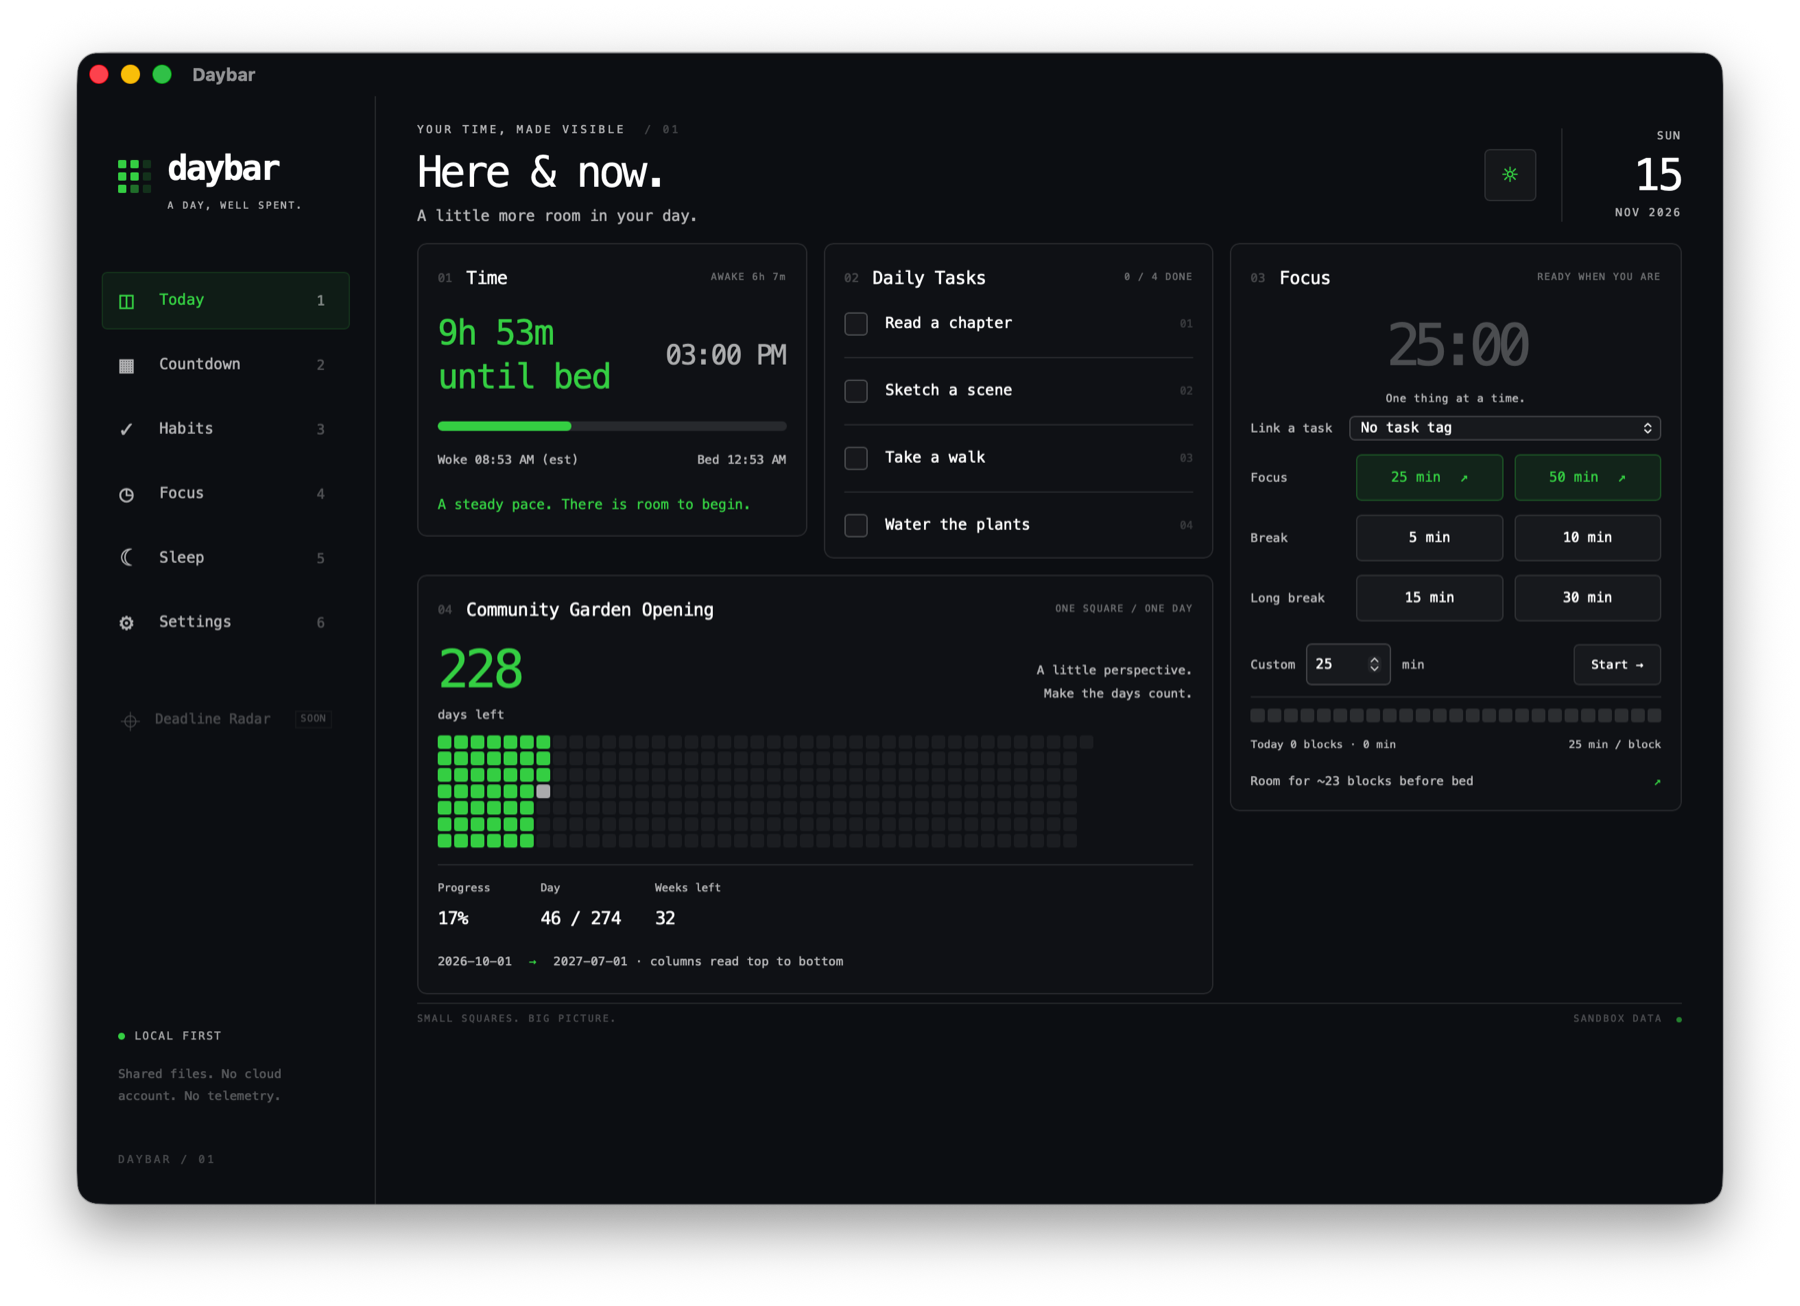 Daybar
daybar
A DAY, WELL SPENT.
Today 1
Countdown 2
Habits 3
Focus 4
Sleep 5
Settings 6
Deadline Radar SOON
LOCAL FIRST
Shared files. No cloud
account. No telemetry.
DAYBAR / 01
YOUR TIME, MADE VISIBLE / 01
Here & now.
A little more room in your day.
SUN
15
NOV 2026
01 Time AWAKE 6h 7m
9h 53m
until bed
03:00 PM
Woke 08:53 AM (est) Bed 12:53 AM
A steady pace. There is room to begin.
02 Daily Tasks 0 / 4 DONE
Read a chapter 01
Sketch a scene 02
Take a walk 03
Water the plants 04
03 Focus READY WHEN YOU ARE
25:00
One thing at a time.
Link a task No task tag
Focus 25 min ↗ 50 min ↗
Break 5 min 10 min
Long break 15 min 30 min
Custom 25 min Start →
Today 0 blocks · 0 min 25 min / block
Room for ~23 blocks before bed ↗
04 Community Garden Opening ONE SQUARE / ONE DAY
228
days left
A little perspective.
Make the days count.
Progress Day Weeks left
17% 46 / 274 32
2026-10-01 → 2027-07-01 · columns read top to bottom
SMALL SQUARES. BIG PICTURE. SANDBOX DATA